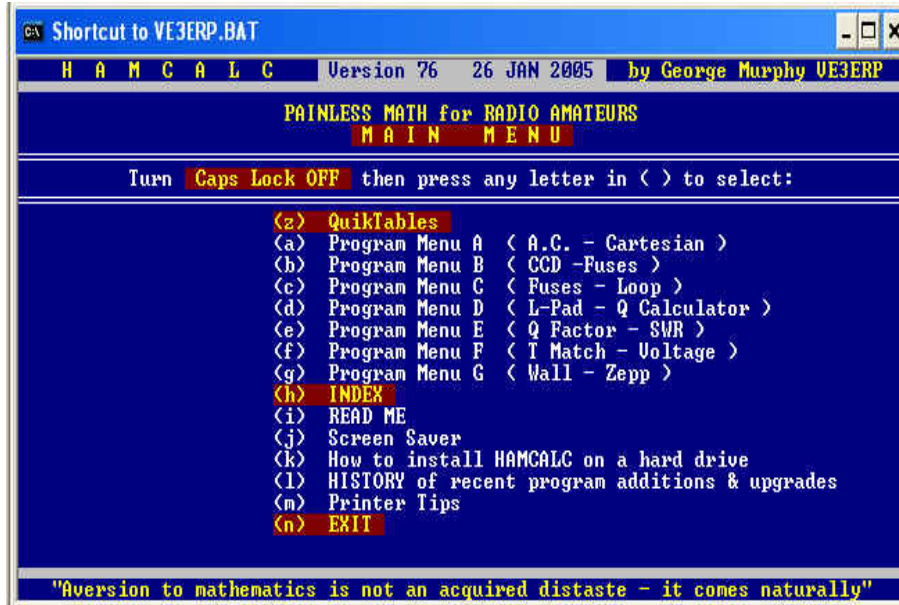 Shortcut to VE3ERP.BAT
H A M C A L C Version 76 26 JAN 2005 by George Murphy VE3ERP
PAINLESS MATH for RADIO AMATEURS
M A I N M E N U
Turn Caps Lock OFF then press any letter in ( ) to select:
(z) QuikTables
(a) Program Menu A ( A.C. - Cartesian )
(b) Program Menu B ( CCD -Fuses )
(c) Program Menu C ( Fuses - Loop )
(d) Program Menu D ( L-Pad - Q Calculator )
(e) Program Menu E ( Q Factor - SWR )
(f) Program Menu F ( T Match - Voltage )
(g) Program Menu G ( Wall - Zepp )
(h) INDEX
(i) READ ME
(j) Screen Saver
(k) How to install HAMCALC on a hard drive
(l) HISTORY of recent program additions & upgrades
(m) Printer Tips
(n) EXIT
"Aversion to mathematics is not an acquired distaste - it comes naturally"